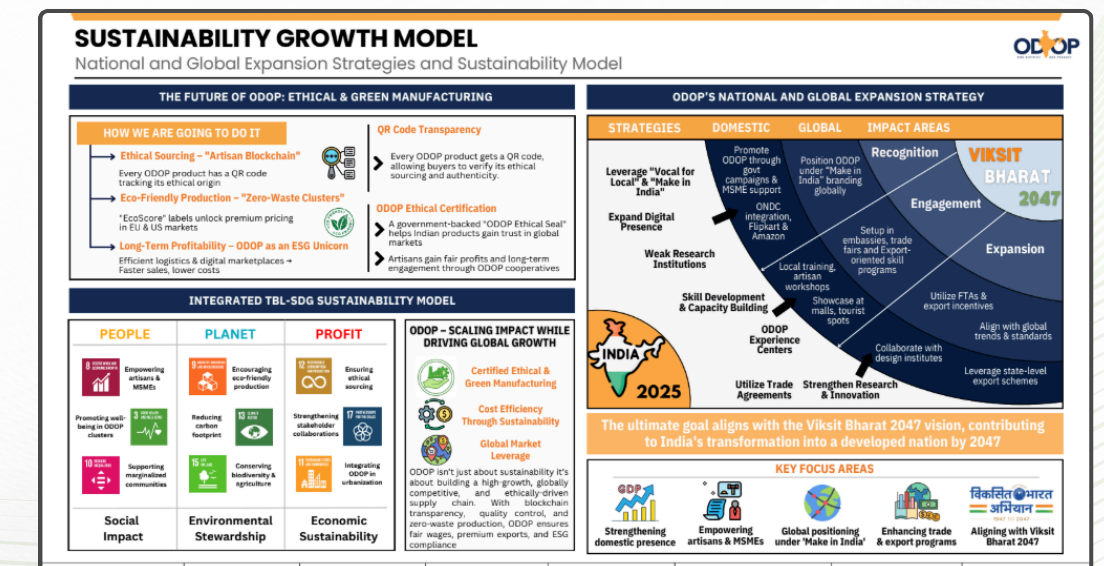 SUSTAINABILITY GROWTH MODEL
National and Global Expansion Strategies and Sustainability Model
ODOP
THE FUTURE OF ODOP: ETHICAL & GREEN MANUFACTURING
HOW WE ARE GOING TO DO IT
Ethical Sourcing – "Artisan Blockchain"
Every ODOP product has a QR code
tracking its ethical origin
Eco-Friendly Production – "Zero-Waste Clusters"
"EcoScore" labels unlock premium pricing
in EU & US markets
Long-Term Profitability – ODOP as an ESG Unicorn
Efficient logistics & digital marketplaces →
Faster sales, lower costs
QR Code Transparency
Every ODOP product gets a QR code,
allowing buyers to verify its ethical
sourcing and authenticity.
ODOP Ethical Certification
A government-backed "ODOP Ethical Seal"
helps Indian products gain trust in global
markets
Artisans gain fair profits and long-term
engagement through ODOP cooperatives
INTEGRATED TBL-SDG SUSTAINABILITY MODEL
PEOPLE
PLANET
PROFIT
8
Empowering
artisans &
MSMEs
9
Encouraging
eco-friendly
production
12
Ensuring
ethical
sourcing
Promoting well-
being in ODOP
clusters
3
Reducing
carbon
footprint
13
Strengthening
stakeholder
collaborations
17
10
Supporting
marginalized
communities
15
Conserving
biodiversity &
agriculture
11
Integrating
ODOP in
urbanization
Social
Impact
Environmental
Stewardship
Economic
Sustainability
ODOP – SCALING IMPACT WHILE
DRIVING GLOBAL GROWTH
Certified Ethical &
Green Manufacturing
Cost Efficiency
Through Sustainability
Global Market
Leverage
ODOP isn't just about sustainability it's
about building a high-growth, globally
competitive, and ethically-driven
supply chain. With blockchain
transparency, quality control, and
zero-waste production, ODOP ensures
fair wages, premium exports, and ESG
compliance
ODOP'S NATIONAL AND GLOBAL EXPANSION STRATEGY
STRATEGIES
DOMESTIC
GLOBAL
IMPACT AREAS
Leverage "Vocal for
Local" & "Make in
India"
Expand Digital
Presence
Weak Research
Institutions
Skill Development
& Capacity Building
ODOP
Experience
Centers
Utilize Trade
Agreements
Strengthen Research
& Innovation
Promote
ODOP through
govt
campaigns &
MSME support
ONDC
integration,
Flipkart &
Amazon
Local training,
artisan
workshops
Showcase at
malls, tourist
spots
Collaborate with
design institutes
Position ODOP
under "Make in
India" branding
globally
Setup in
embassies, trade
fairs and Export-
oriented skill
programs
Utilize FTAs &
export incentives
Align with global
trends & standards
Leverage state-level
export schemes
Recognition
Engagement
Expansion
VIKSIT
BHARAT
2047
INDIA
2025
The ultimate goal aligns with the Viksit Bharat 2047 vision, contributing
to India's transformation into a developed nation by 2047
KEY FOCUS AREAS
GDP
Strengthening
domestic presence
Empowering
artisans & MSMEs
Global positioning
under 'Make in India'
Enhancing trade
& export programs
विकसित भारत
अभियान
1947 TO 2047
Aligning with Viksit
Bharat 2047